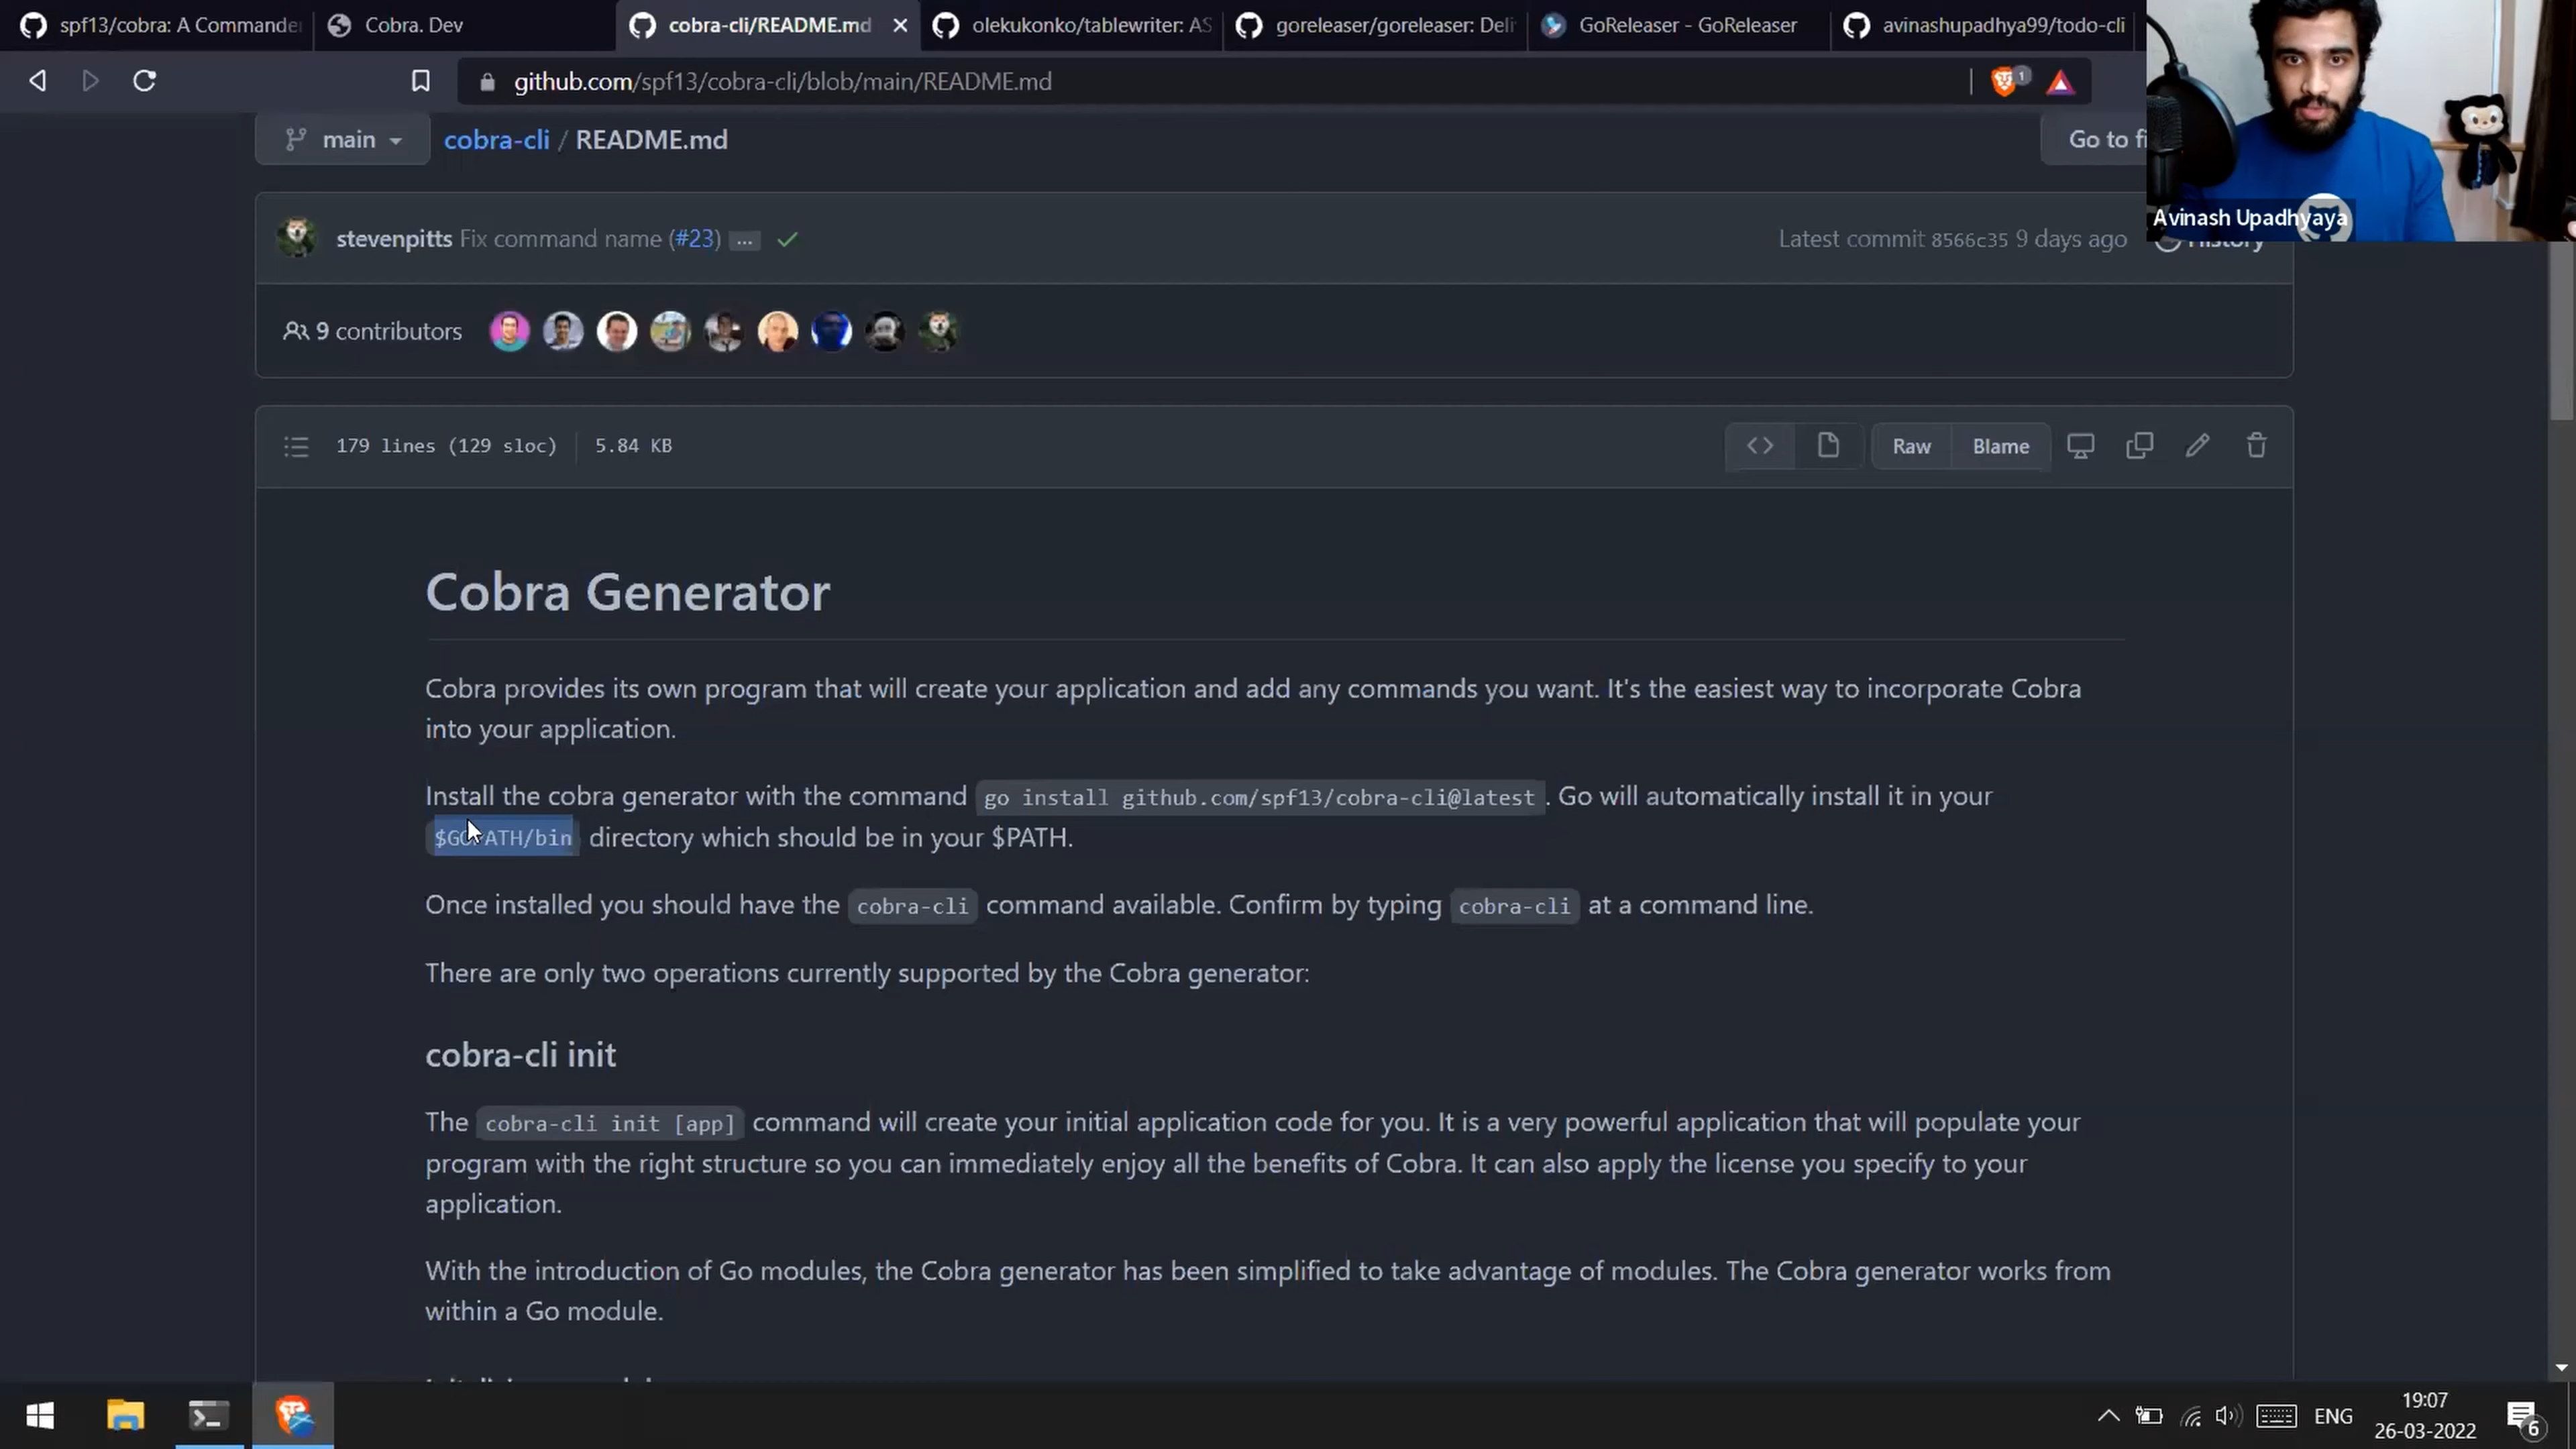 spf13/cobra: A Commander
Cobra. Dev
cobra-cli/README.md
olekukonko/tablewriter: AS
goreleaser/goreleaser: Deli
GoReleaser - GoReleaser
avinashupadhya99/todo-cli
github.com/spf13/cobra-cli/blob/main/README.md
1
main
cobra-cli / README.md
Go to fi
Avinash Upadhyaya
stevenpitts Fix command name (#23) ...
Latest commit 8566c35 9 days ago
History
9 contributors
179 lines (129 sloc)
5.84 KB
Raw
Blame
Cobra Generator
Cobra provides its own program that will create your application and add any commands you want. It's the easiest way to incorporate Cobra
into your application.
Install the cobra generator with the command go install github.com/spf13/cobra-cli@latest . Go will automatically install it in your
$GOPATH/bin directory which should be in your $PATH.
Once installed you should have the cobra-cli command available. Confirm by typing cobra-cli at a command line.
There are only two operations currently supported by the Cobra generator:
cobra-cli init
The cobra-cli init [app] command will create your initial application code for you. It is a very powerful application that will populate your
program with the right structure so you can immediately enjoy all the benefits of Cobra. It can also apply the license you specify to your
application.
With the introduction of Go modules, the Cobra generator has been simplified to take advantage of modules. The Cobra generator works from
within a Go module.
ENG
19:07
26-03-2022
6